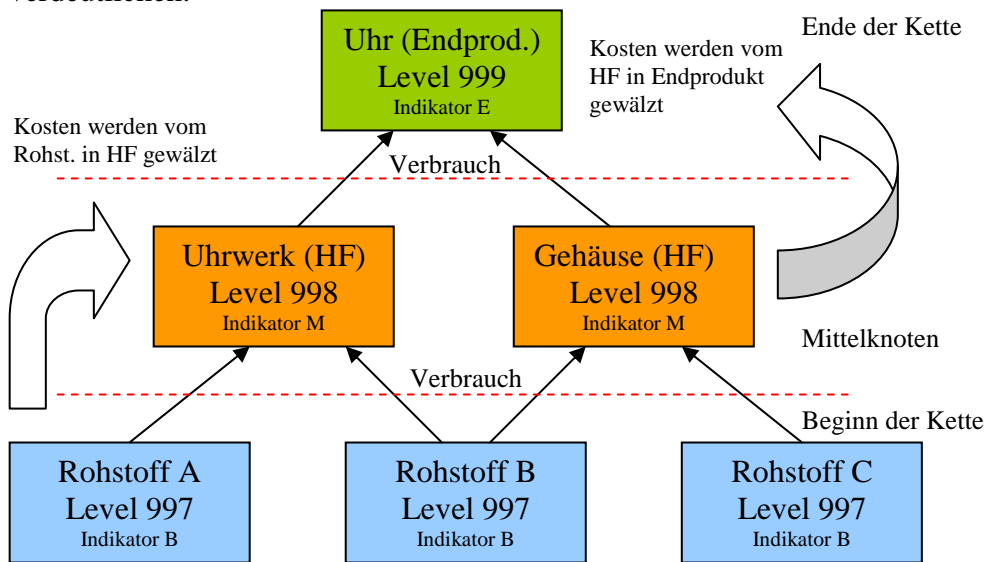 verdeutlichen.
Uhr (Endprod.)
Level 999
Indikator E
Kosten werden vom
HF in Endprodukt
gewälzt
Ende der Kette
Kosten werden vom
Rohst. in HF gewälzt
Verbrauch
Uhrwerk (HF)
Level 998
Indikator M
Gehäuse (HF)
Level 998
Indikator M
Mittelknoten
Verbrauch
Beginn der Kette
Rohstoff A
Level 997
Indikator B
Rohstoff B
Level 997
Indikator B
Rohstoff C
Level 997
Indikator B